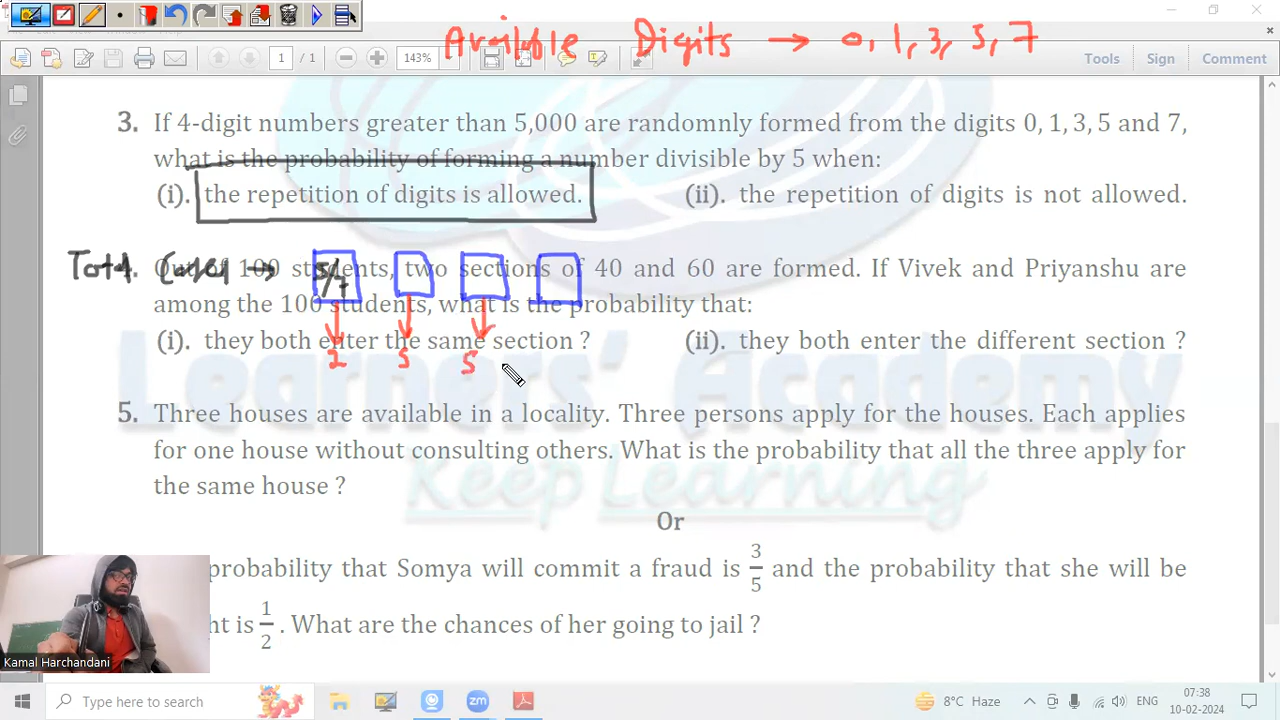 Available Digits → 0, 1, 3, 5, 7
1 / 1
143%
Tools
Sign
Comment
3. If 4-digit numbers greater than 5,000 are randomnly formed from the digits 0, 1, 3, 5 and 7,
what is the probability of forming a number divisible by 5 when:
(i). the repetition of digits is allowed. (ii). the repetition of digits is not allowed.
Total → 5/7
Out of 100 students, two sections of 40 and 60 are formed. If Vivek and Priyanshu are
among the 100 students, what is the probability that:
(i). they both enter the same section ? (ii). they both enter the different section ?
2 5 5
5. Three houses are available in a locality. Three persons apply for the houses. Each applies
for one house without consulting others. What is the probability that all the three apply for
the same house ?
Or
probability that Somya will commit a fraud is 3/5 and the probability that she will be
ht is 1/2. What are the chances of her going to jail ?
Learners' Academy
Keep Learning
Kamal Harchandani
Type here to search
8°C Haze
ENG
07:38
10-02-2024